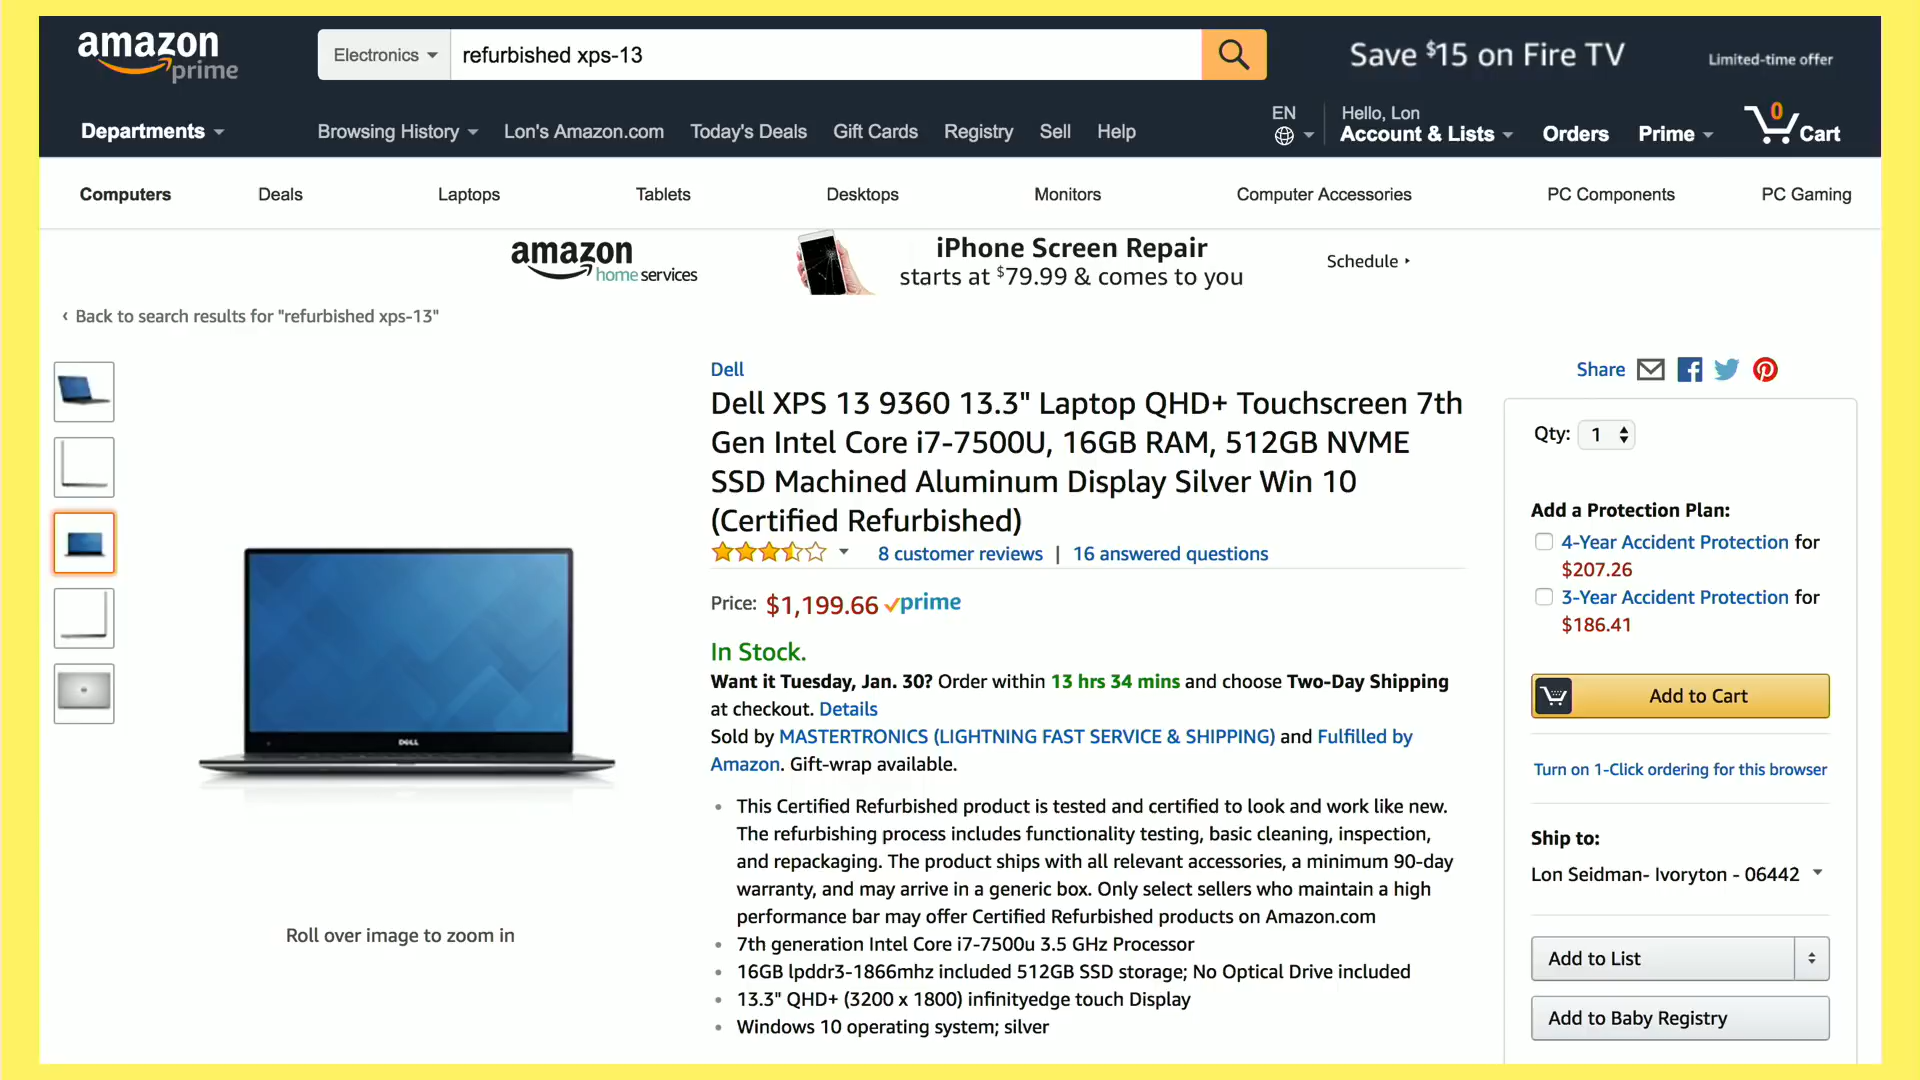 amazon prime
Electronics
refurbished xps-13
Save $15 on Fire TV
Limited-time offer
Departments
Browsing History
Lon's Amazon.com
Today's Deals
Gift Cards
Registry
Sell
Help
EN
Hello, Lon
Account & Lists
Orders
Prime
0
Cart
Computers
Deals
Laptops
Tablets
Desktops
Monitors
Computer Accessories
PC Components
PC Gaming
amazon
home services
iPhone Screen Repair
starts at $79.99 & comes to you
Schedule
‹ Back to search results for "refurbished xps-13"
Dell
Dell XPS 13 9360 13.3" Laptop QHD+ Touchscreen 7th
Gen Intel Core i7-7500U, 16GB RAM, 512GB NVME
SSD Machined Aluminum Display Silver Win 10
(Certified Refurbished)
8 customer reviews | 16 answered questions
Price: $1,199.66 prime
In Stock.
Want it Tuesday, Jan. 30? Order within 13 hrs 34 mins and choose Two-Day Shipping
at checkout. Details
Sold by MASTERTRONICS (LIGHTNING FAST SERVICE & SHIPPING) and Fulfilled by
Amazon. Gift-wrap available.
• This Certified Refurbished product is tested and certified to look and work like new.
The refurbishing process includes functionality testing, basic cleaning, inspection,
and repackaging. The product ships with all relevant accessories, a minimum 90-day
warranty, and may arrive in a generic box. Only select sellers who maintain a high
performance bar may offer Certified Refurbished products on Amazon.com
• 7th generation Intel Core i7-7500u 3.5 GHz Processor
• 16GB lpddr3-1866mhz included 512GB SSD storage; No Optical Drive included
• 13.3" QHD+ (3200 x 1800) infinityedge touch Display
• Windows 10 operating system; silver
DELL
Roll over image to zoom in
Share
Qty: 1
Add a Protection Plan:
4-Year Accident Protection for
$207.26
3-Year Accident Protection for
$186.41
Add to Cart
Turn on 1-Click ordering for this browser
Ship to:
Lon Seidman- Ivoryton - 06442
Add to List
Add to Baby Registry